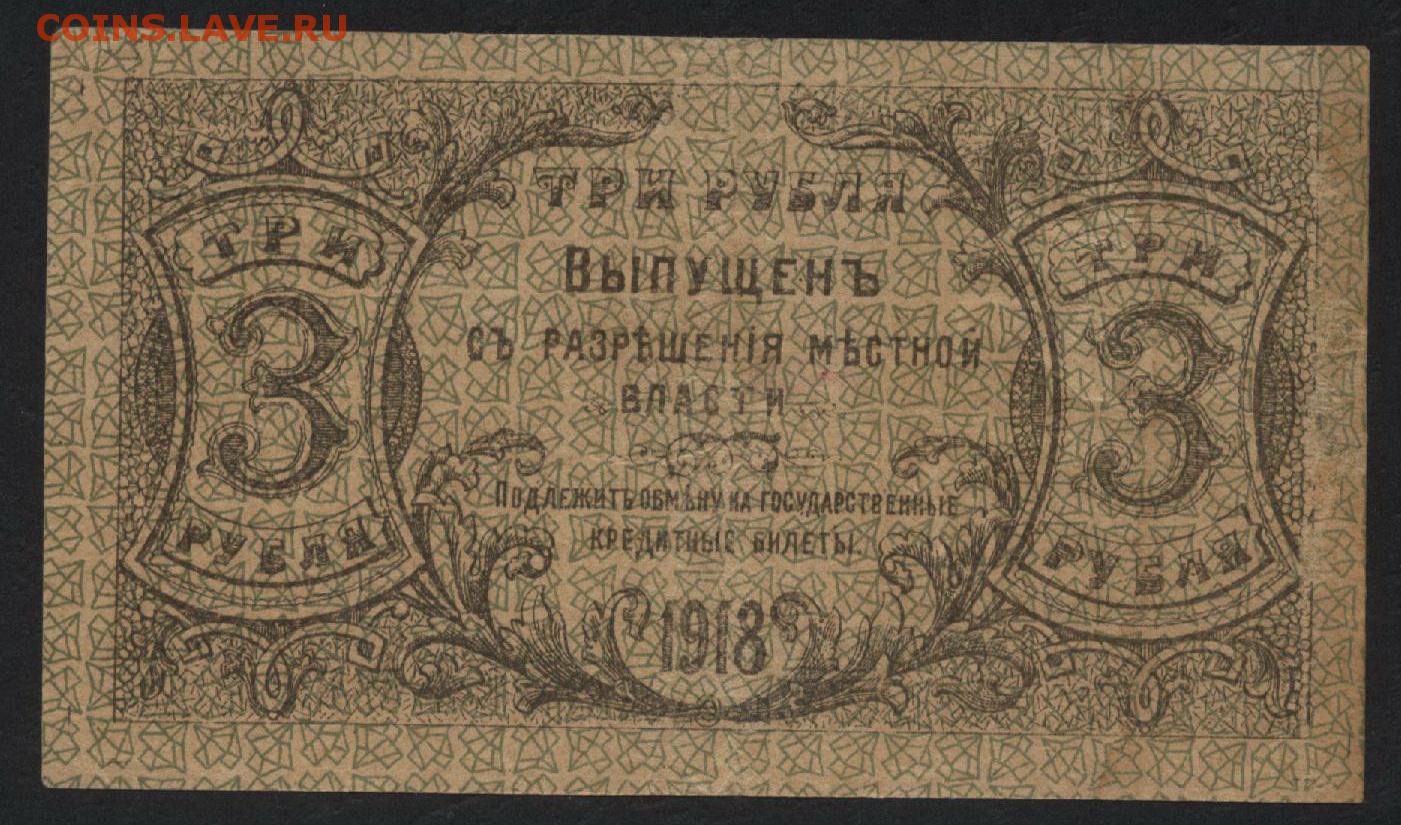 COINS.LAVE.RU
ТРИ РУБЛЯ
ТРИ
ТРИ
ВЫПУЩЕНЪ
3
3
СЪ РАЗРѢШЕНІЯ МѢСТНОЙ
ВЛАСТИ
ПОДЛЕЖИТЪ ОБМѢНУ НА ГОСУДАРСТВЕННЫЕ
КРЕДИТНЫЕ БИЛЕТЫ.
РУБЛЯ
РУБЛЯ
1918